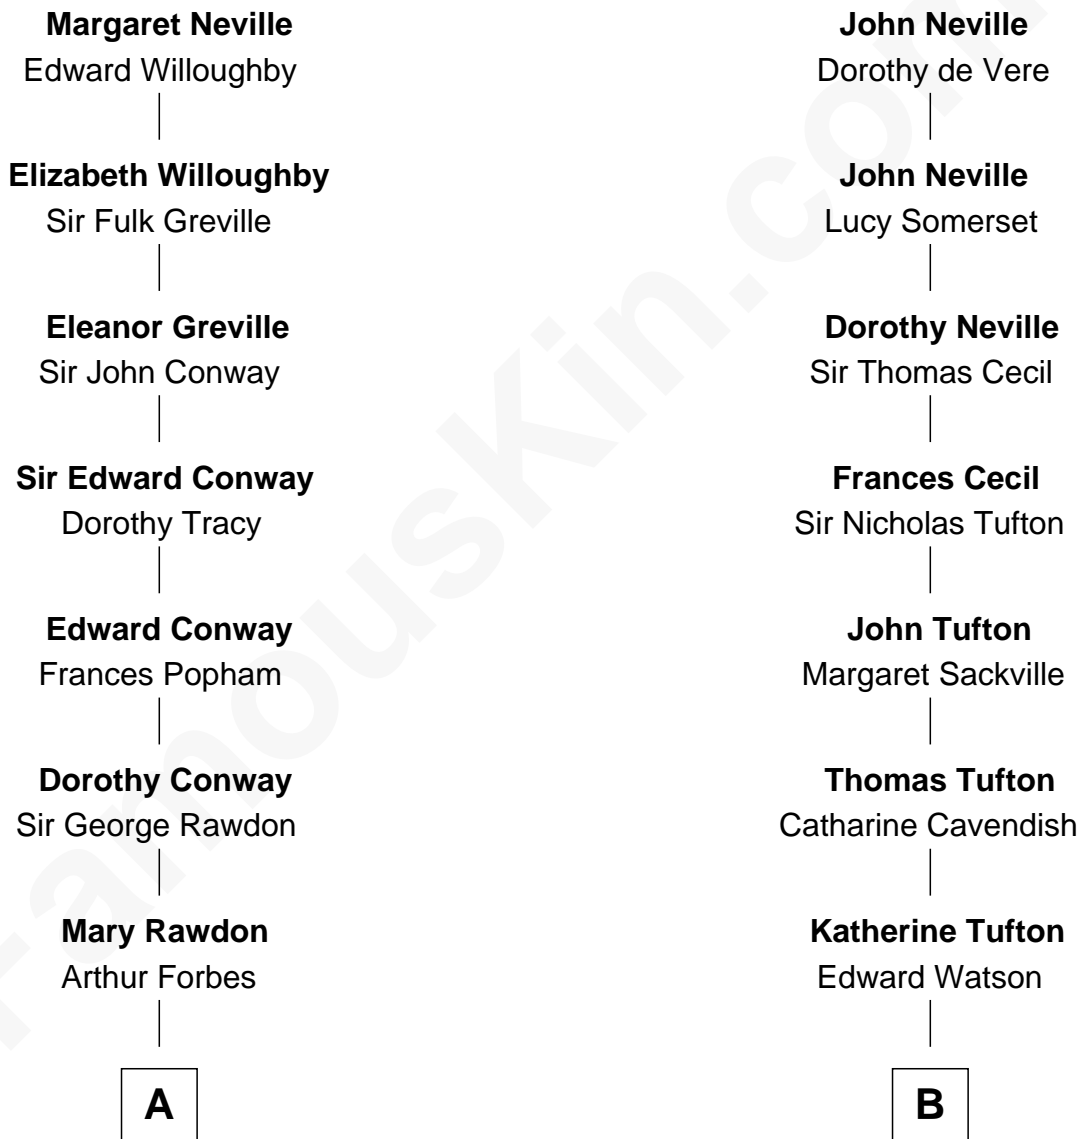 Margaret Neville
Edward Willoughby
Elizabeth Willoughby
Sir Fulk Greville
Eleanor Greville
Sir John Conway
Sir Edward Conway
Dorothy Tracy
Edward Conway
Frances Popham
Dorothy Conway
Sir George Rawdon
Mary Rawdon
Arthur Forbes
A
John Neville
Dorothy de Vere
John Neville
Lucy Somerset
Dorothy Neville
Sir Thomas Cecil
Frances Cecil
Sir Nicholas Tufton
John Tufton
Margaret Sackville
Thomas Tufton
Catharine Cavendish
Katherine Tufton
Edward Watson
B
FamousKin.com